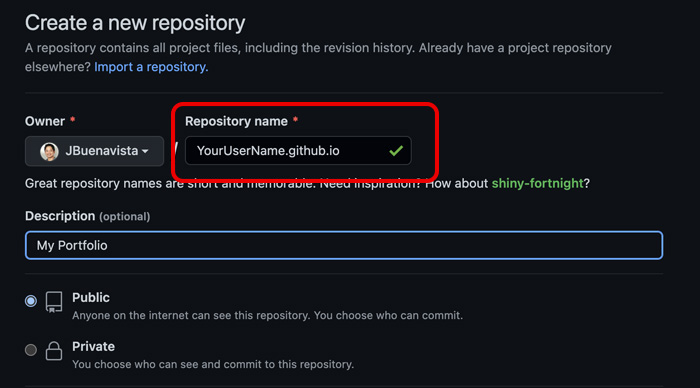 Create a new repository
A repository contains all project files, including the revision history. Already have a project repository
elsewhere? Import a repository.
Owner *
Repository name *
JBuenavista
/
YourUserName.github.io
Great repository names are short and memorable. Need inspiration? How about shiny-fortnight?
Description (optional)
My Portfolio
Public
Anyone on the internet can see this repository. You choose who can commit.
Private
You choose who can see and commit to this repository.